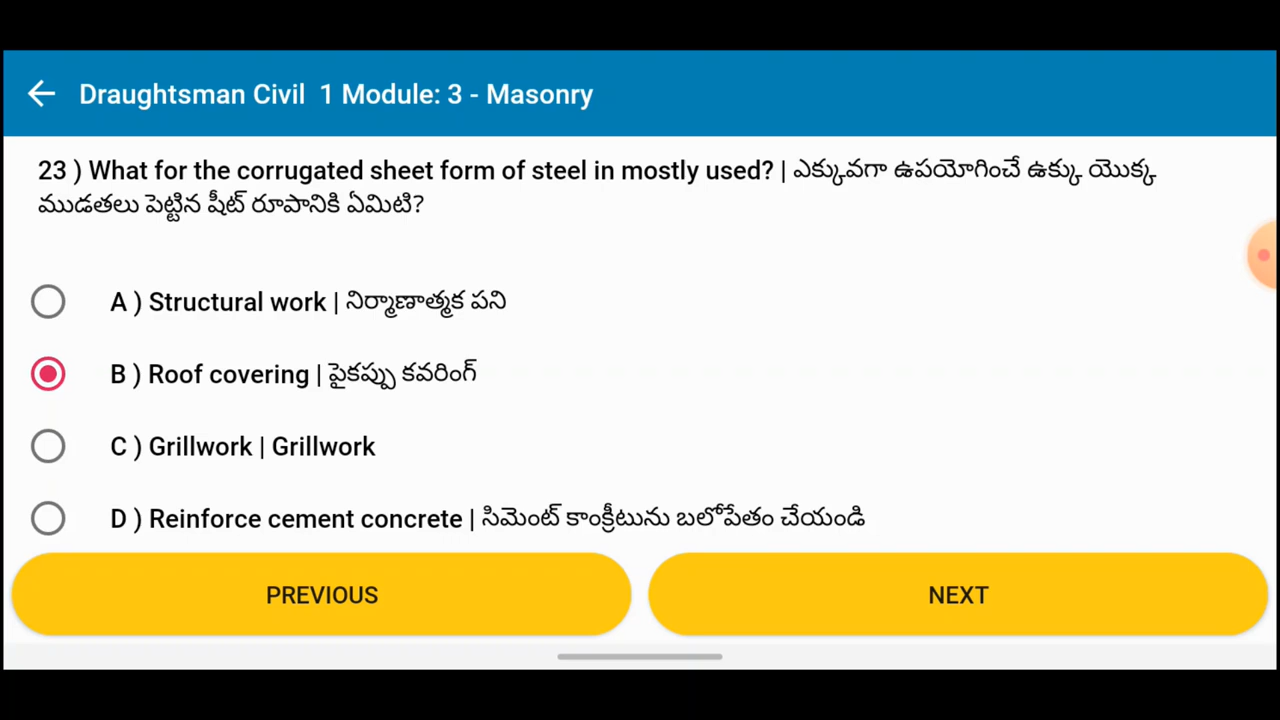 Draughtsman Civil 1 Module: 3 - Masonry
23 ) What for the corrugated sheet form of steel in mostly used? | ఎక్కువగా ఉపయోగించే ఉక్కు యొక్క
ముడతలు పెట్టిన షీట్ రూపానికి ఏమిటి?
A ) Structural work | నిర్మాణాత్మక పని
B ) Roof covering | పైకప్పు కవరింగ్
C ) Grillwork | Grillwork
D ) Reinforce cement concrete | సిమెంట్ కాంక్రీటును బలోపేతం చేయండి
PREVIOUS
NEXT